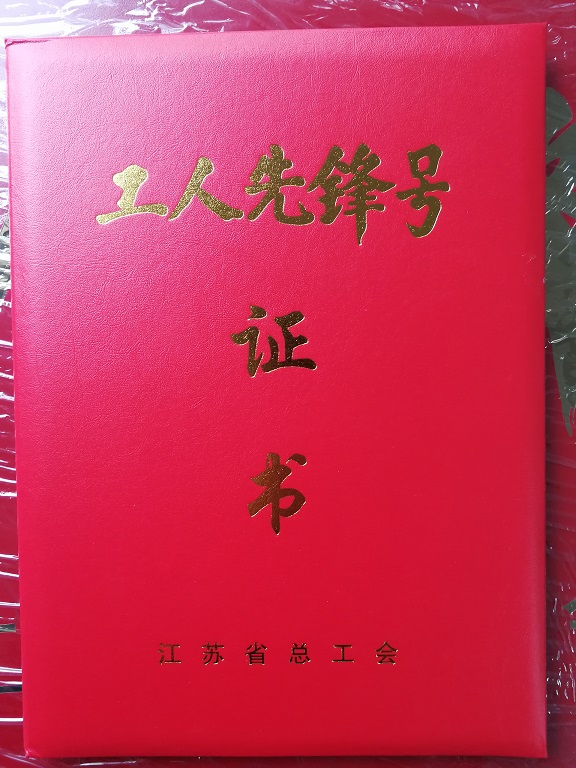 工人先锋号
证
书
江苏省总工会